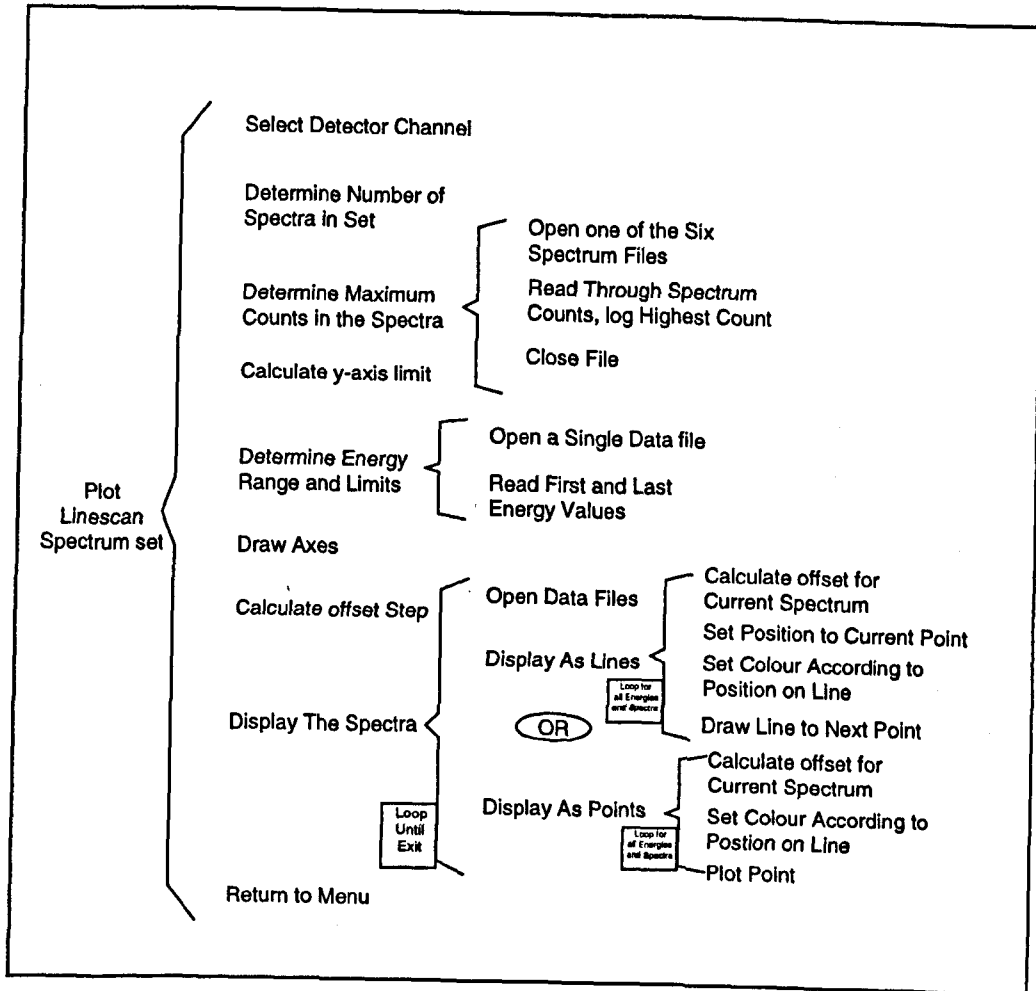 Plot
Linescan
Spectrum set
Select Detector Channel
Determine Number of
Spectra in Set
Determine Maximum
Counts in the Spectra
Open one of the Six
Spectrum Files
Read Through Spectrum
Counts, log Highest Count
Close File
Calculate y-axis limit
Determine Energy
Range and Limits
Open a Single Data file
Read First and Last
Energy Values
Draw Axes
Calculate offset Step
Display The Spectra
Loop
Until
Exit
Open Data Files
Display As Lines
Loop for
all Energies
and Spectra
Calculate offset for
Current Spectrum
Set Position to Current Point
Set Colour According to
Position on Line
Draw Line to Next Point
OR
Display As Points
Loop for
all Energies
and Spectra
Calculate offset for
Current Spectrum
Set Colour According to
Postion on Line
Plot Point
Return to Menu